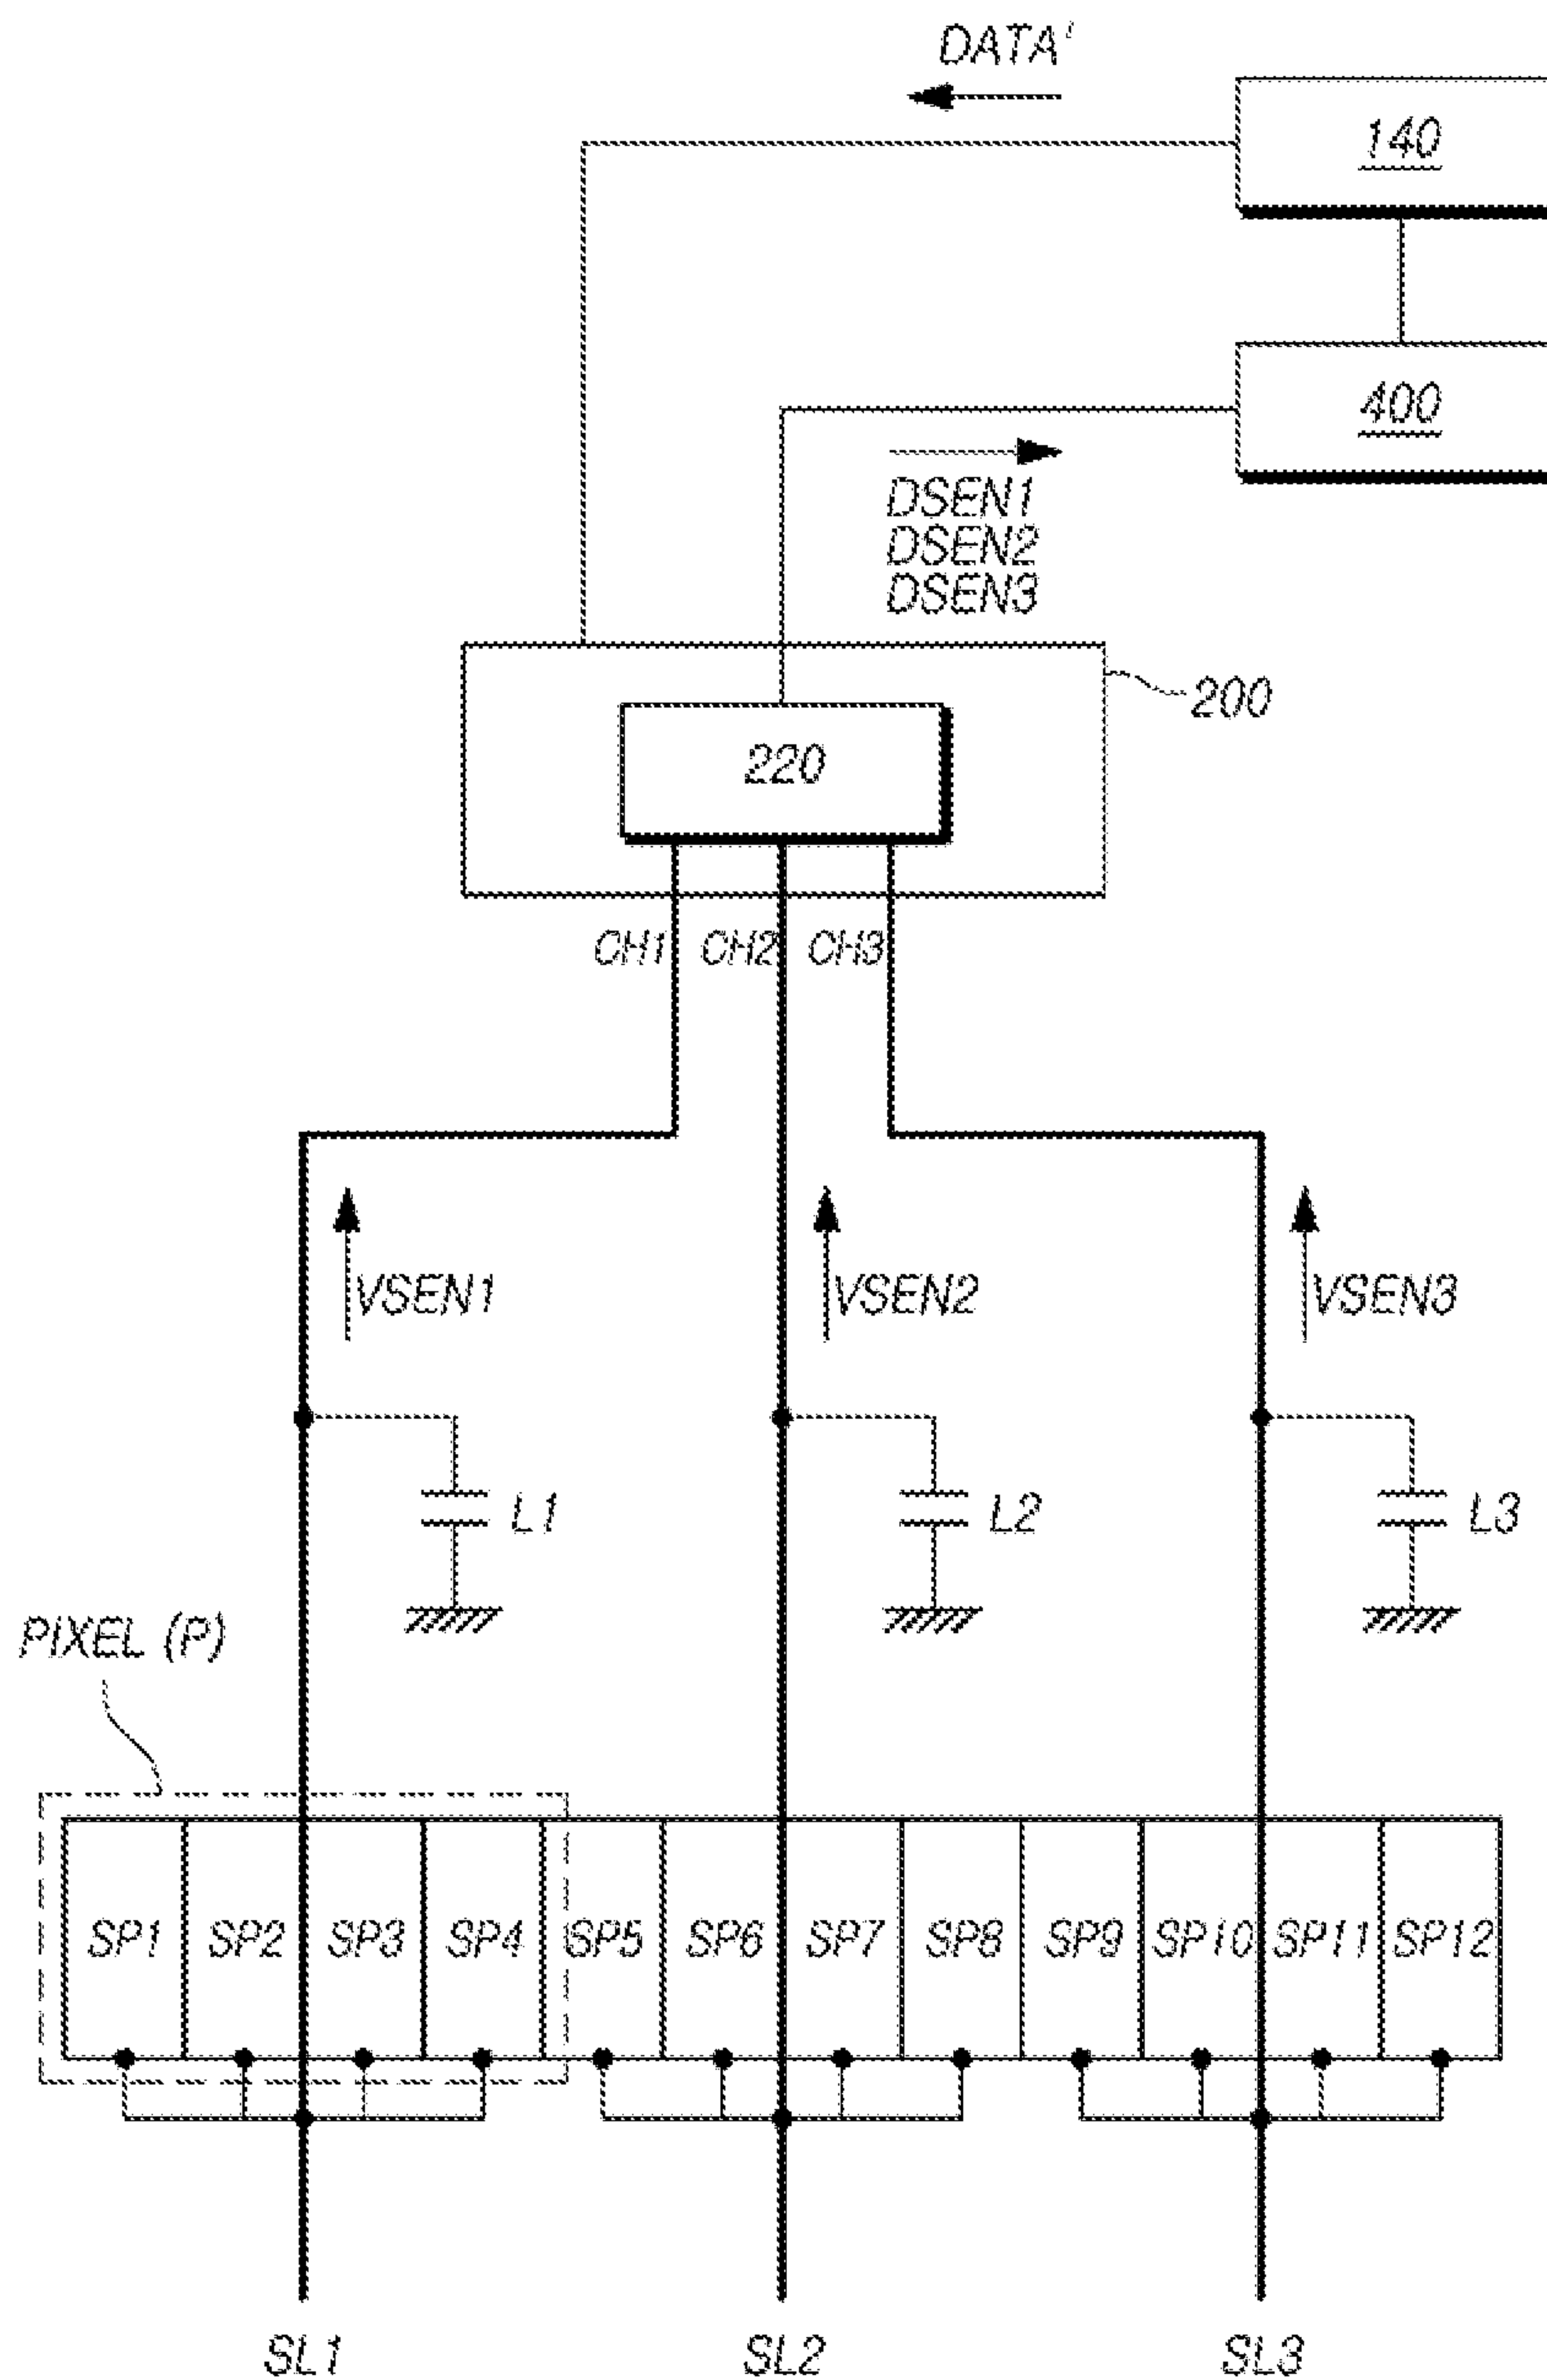 DATA'
140
400
DSEN1
DSEN2
DSEN3
200
220
CH1 CH2 CH3
VSEN1 VSEN2 VSEN3
L1 L2 L3
PIXEL (P)
SP1 SP2 SP3 SP4 SP5 SP6 SP7 SP8 SP9 SP10 SP11 SP12
SL1 SL2 SL3